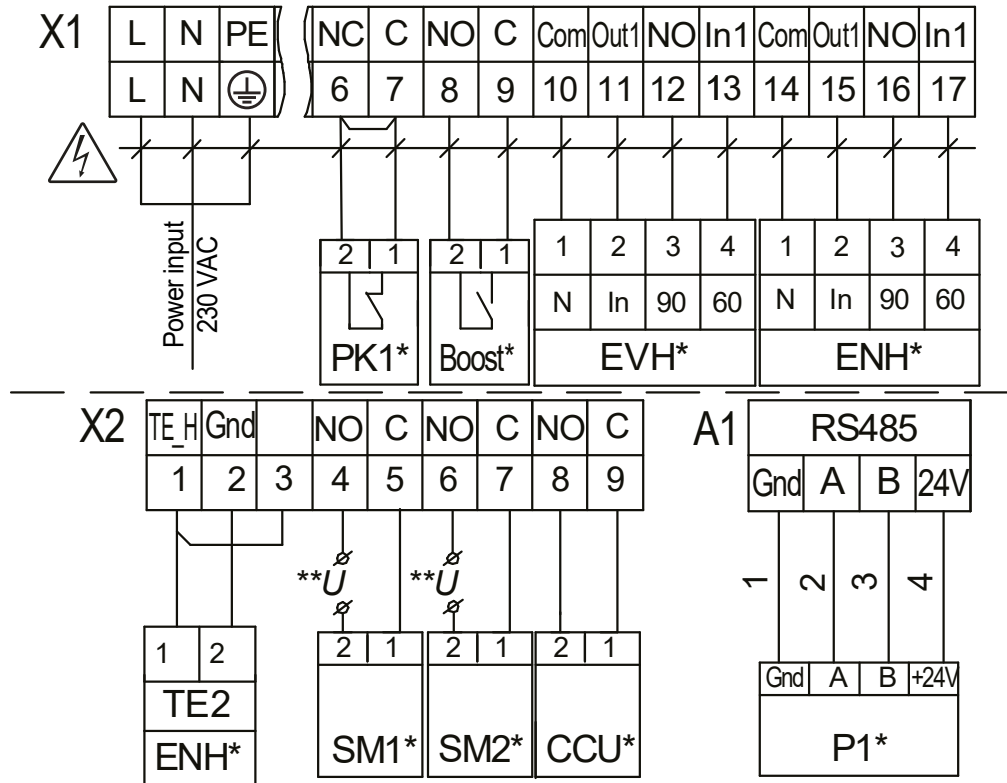 X1 L N PE NC C NO C Com Out1 NO In1 Com Out1 NO In1
L N 6 7 8 9 10 11 12 13 14 15 16 17
Power input
230 VAC
2 1 2 1 1 2 3 4 1 2 3 4
N In 90 60 N In 90 60
PK1* Boost* EVH* ENH*
X2 TE_H Gnd NO C NO C NO C A1 RS485
1 2 3 4 5 6 7 8 9 Gnd A B 24V
**U **U 1 2 3 4
1 2 2 1 2 1 2 1 Gnd A B +24V
TE2
ENH* SM1* SM2* CCU* P1*